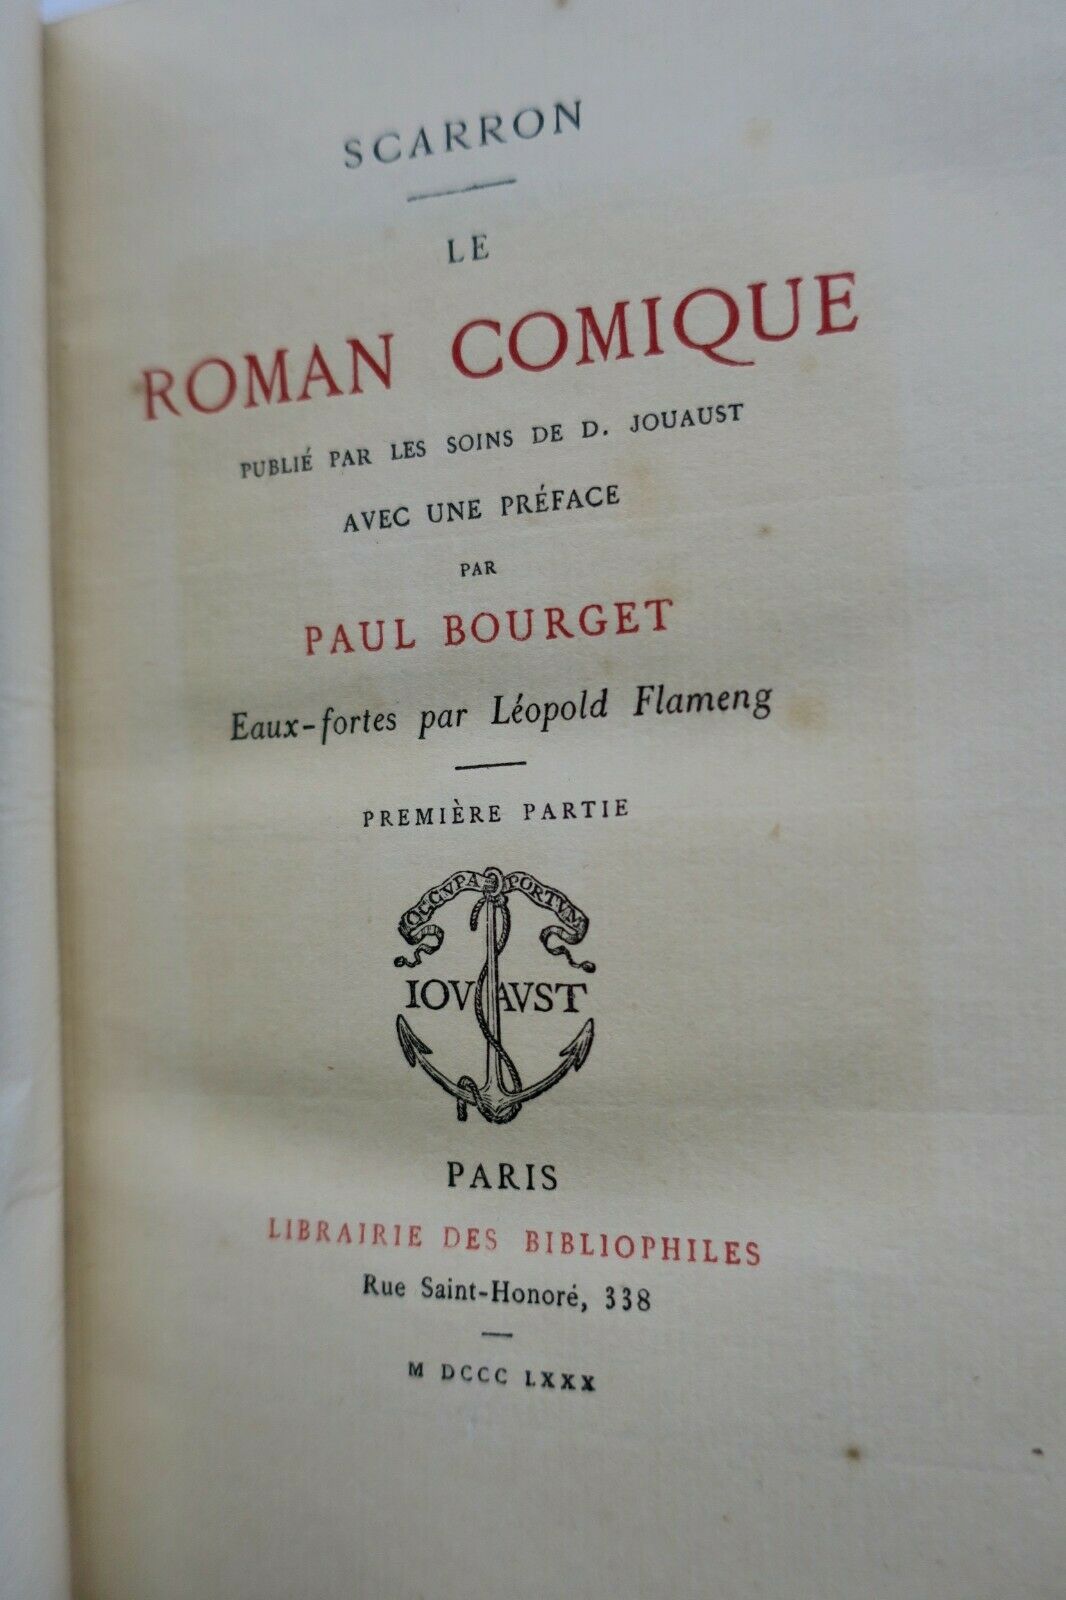 SCARRON
LE
ROMAN COMIQUE
PUBLIÉ PAR LES SOINS DE D. JOUAUST
AVEC UNE PRÉFACE
PAR
PAUL BOURGET
Eaux-fortes par Léopold Flameng
PREMIÈRE PARTIE
OCCVPA PORTVM
IOVAVST
PARIS
LIBRAIRIE DES BIBLIOPHILES
Rue Saint-Honoré, 338
M DCCC LXXX